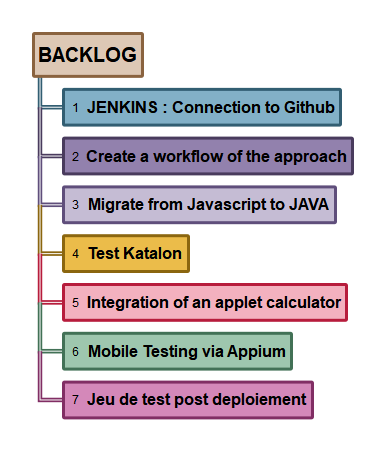 BACKLOG
1 JENKINS : Connection to Github
2 Create a workflow of the approach
3 Migrate from Javascript to JAVA
4 Test Katalon
5 Integration of an applet calculator
6 Mobile Testing via Appium
7 Jeu de test post deploiement